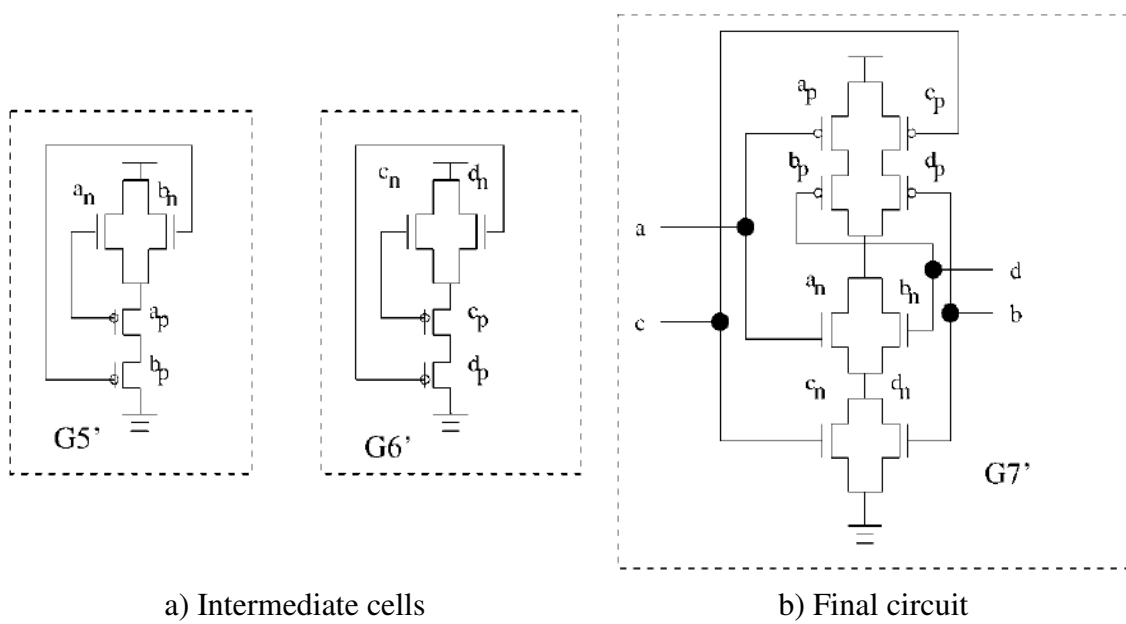 a_n b_n
a_p
b_p
G5'
c_n d_n
c_p
d_p
G6'
a_p c_p
b_p d_p
a
a_n b_n
d
c
b
c_n d_n
G7'
a) Intermediate cells
b) Final circuit